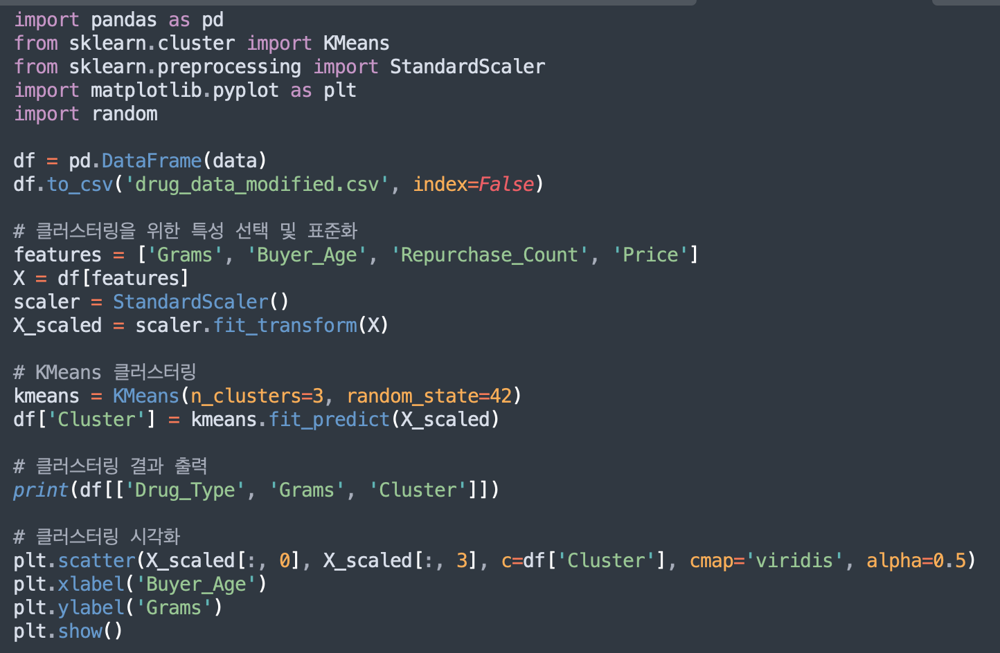 import pandas as pd
from sklearn.cluster import KMeans
from sklearn.preprocessing import StandardScaler
import matplotlib.pyplot as plt
import random
df = pd.DataFrame(data)
df.to_csv('drug_data_modified.csv', index=False)
# 클러스터링을 위한 특성 선택 및 표준화
features = ['Grams', 'Buyer_Age', 'Repurchase_Count', 'Price']
X = df[features]
scaler = StandardScaler()
X_scaled = scaler.fit_transform(X)
# KMeans 클러스터링
kmeans = KMeans(n_clusters=3, random_state=42)
df['Cluster'] = kmeans.fit_predict(X_scaled)
# 클러스터링 결과 출력
print(df[['Drug_Type', 'Grams', 'Cluster']])
# 클러스터링 시각화
plt.scatter(X_scaled[:, 0], X_scaled[:, 3], c=df['Cluster'], cmap='viridis', alpha=0.5)
plt.xlabel('Buyer_Age')
plt.ylabel('Grams')
plt.show()